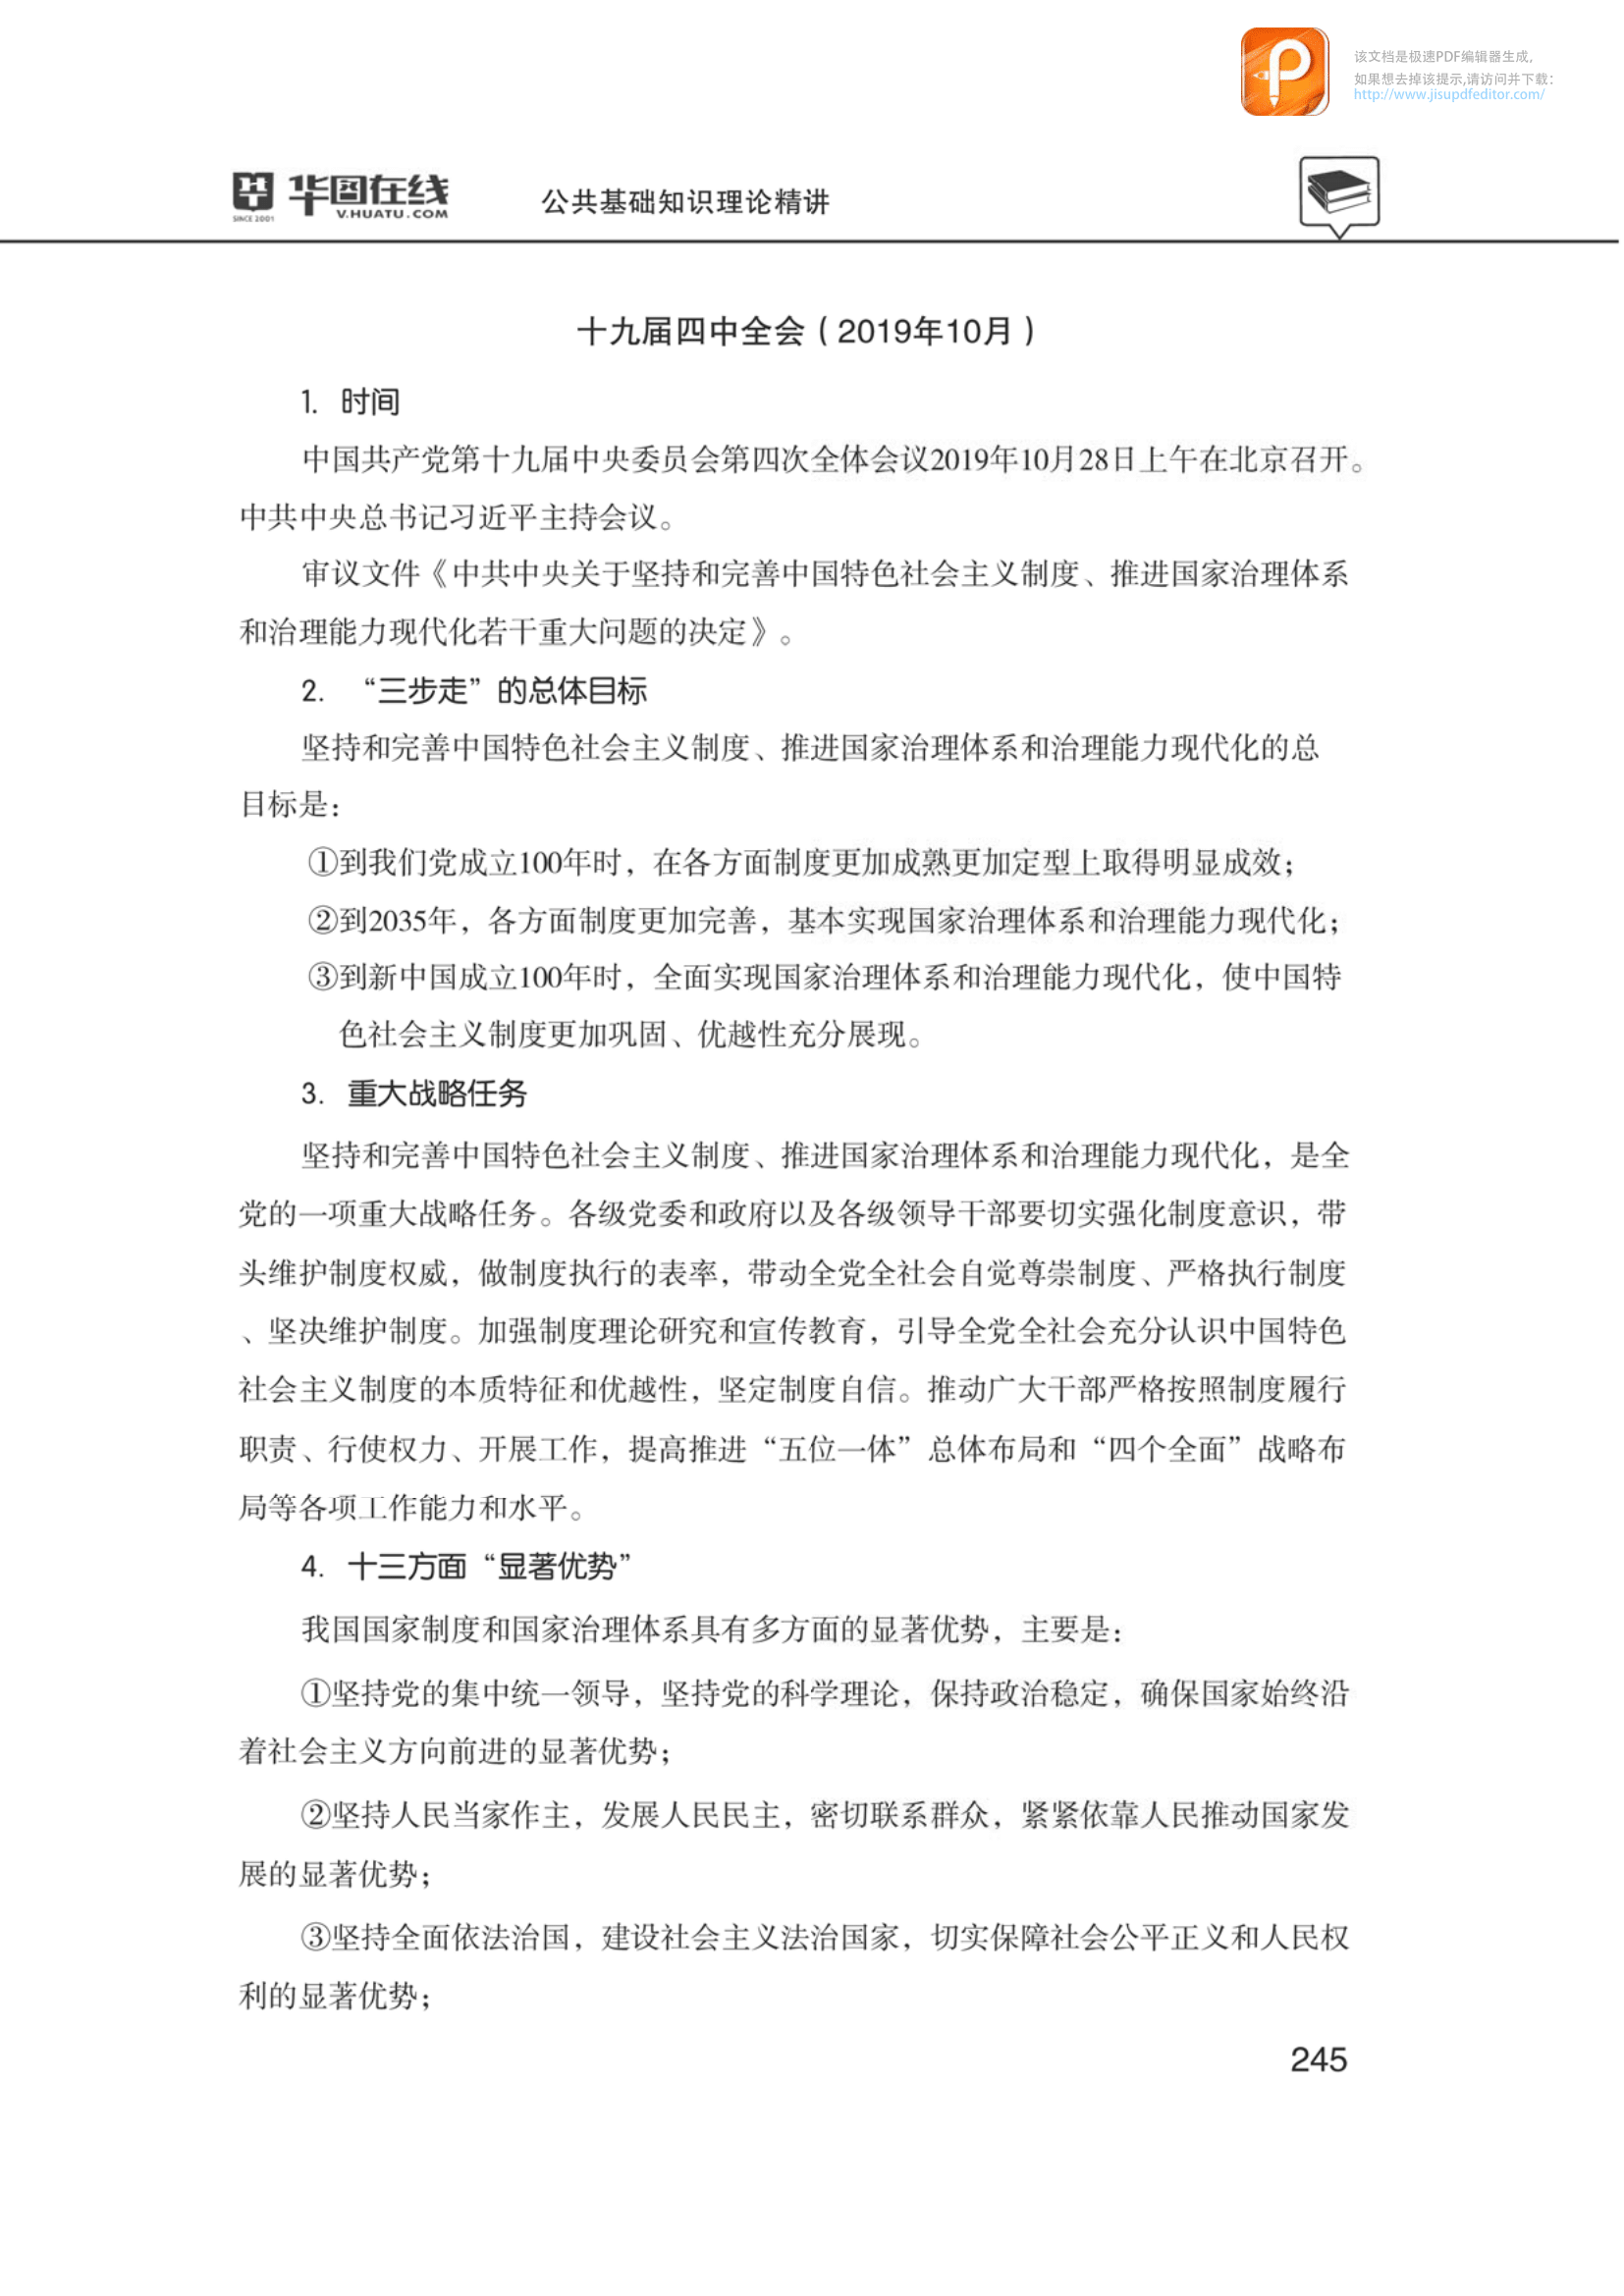 该文档是极速PDF编辑器生成，
如果想去掉该提示,请访问并下载：
http://www.jisupdfeditor.com/
华图在线
SINCE 2001
V.HUATU.COM
公共基础知识理论精讲
十九届四中全会（2019年10月）
1. 时间
中国共产党第十九届中央委员会第四次全体会议2019年10月28日上午在北京召开。
中共中央总书记习近平主持会议。
审议文件《中共中央关于坚持和完善中国特色社会主义制度、推进国家治理体系
和治理能力现代化若干重大问题的决定》。
2. “三步走”的总体目标
坚持和完善中国特色社会主义制度、推进国家治理体系和治理能力现代化的总
目标是：
①到我们党成立100年时，在各方面制度更加成熟更加定型上取得明显成效；
②到2035年，各方面制度更加完善，基本实现国家治理体系和治理能力现代化；
③到新中国成立100年时，全面实现国家治理体系和治理能力现代化，使中国特
色社会主义制度更加巩固、优越性充分展现。
3. 重大战略任务
坚持和完善中国特色社会主义制度、推进国家治理体系和治理能力现代化，是全
党的一项重大战略任务。各级党委和政府以及各级领导干部要切实强化制度意识，带
头维护制度权威，做制度执行的表率，带动全党全社会自觉尊崇制度、严格执行制度
、坚决维护制度。加强制度理论研究和宣传教育，引导全党全社会充分认识中国特色
社会主义制度的本质特征和优越性，坚定制度自信。推动广大干部严格按照制度履行
职责、行使权力、开展工作，提高推进“五位一体”总体布局和“四个全面”战略布
局等各项工作能力和水平。
4. 十三方面“显著优势”
我国国家制度和国家治理体系具有多方面的显著优势，主要是：
①坚持党的集中统一领导，坚持党的科学理论，保持政治稳定，确保国家始终沿
着社会主义方向前进的显著优势；
②坚持人民当家作主，发展人民民主，密切联系群众，紧紧依靠人民推动国家发
展的显著优势；
③坚持全面依法治国，建设社会主义法治国家，切实保障社会公平正义和人民权
利的显著优势；
245